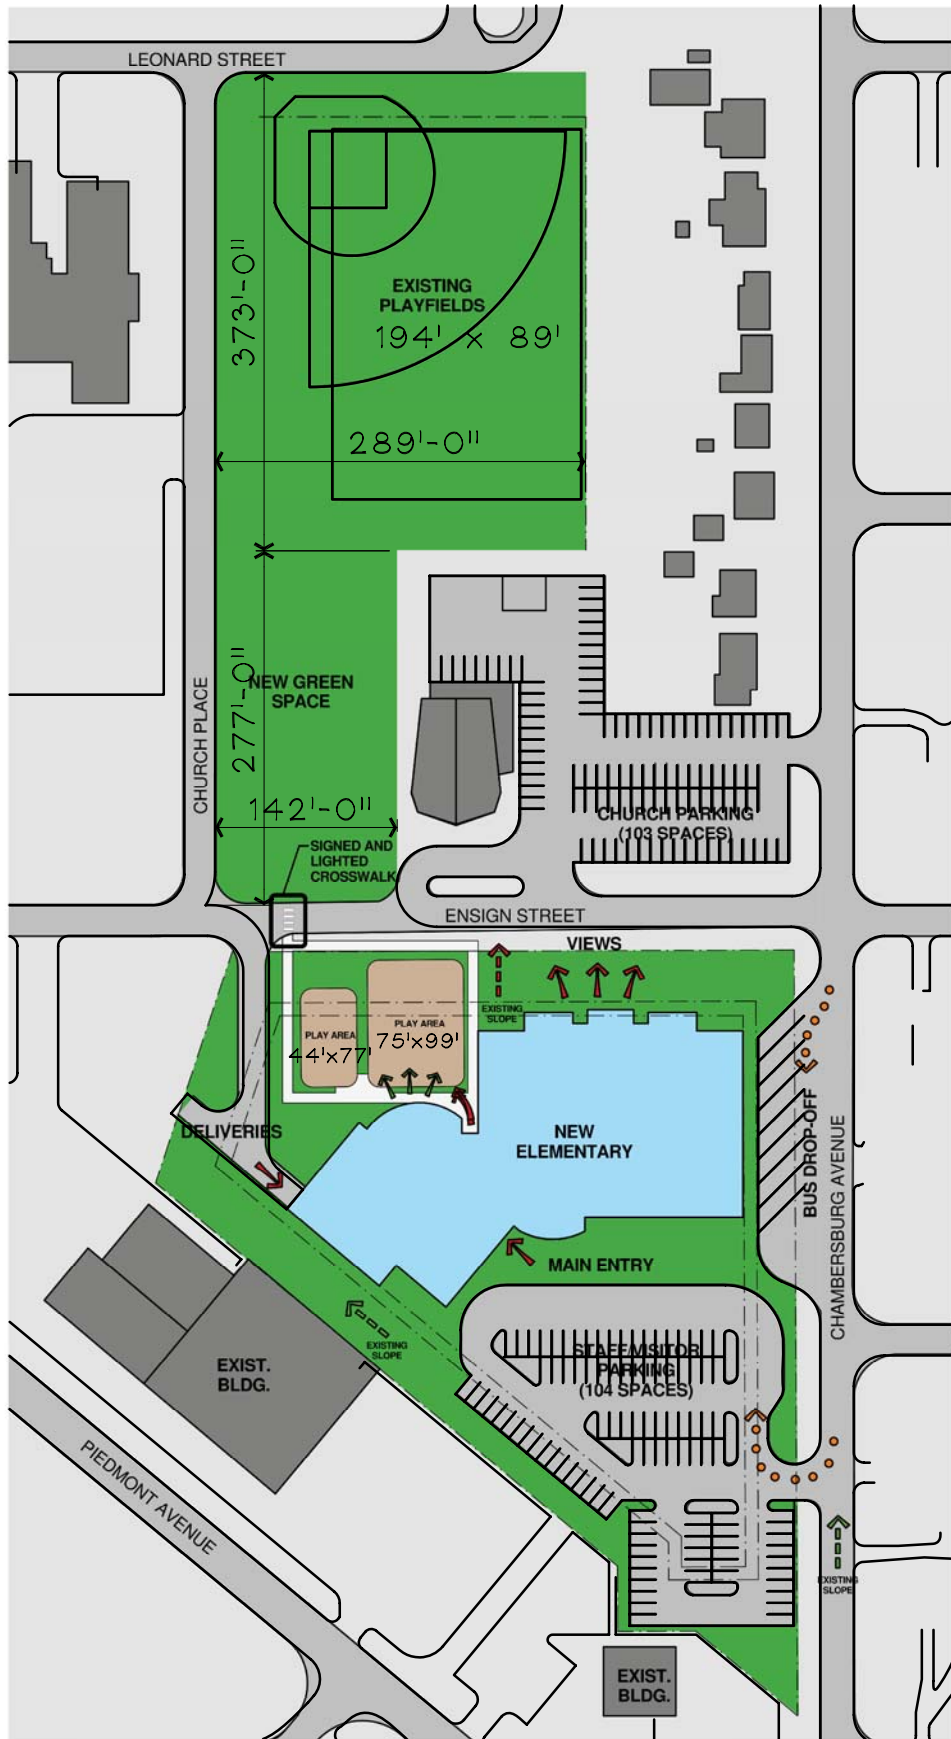 LEONARD STREET
373'-0"
EXISTING
PLAYFIELDS
194' x 89'
289'-0"
CHURCH PLACE
277'-0"
NEW GREEN
SPACE
142'-0"
CHURCH PARKING
(103 SPACES)
SIGNED AND
LIGHTED
CROSSWALK
ENSIGN STREET
VIEWS
EXISTING
SLOPE
PLAY AREA
44'x77'
PLAY AREA
75'x99'
DELIVERIES
NEW
ELEMENTARY
BUS DROP-OFF
CHAMBERSBURG AVENUE
MAIN ENTRY
EXISTING
SLOPE
STAFF/VISITOR
PARKING
(104 SPACES)
EXIST.
BLDG.
PIEDMONT AVENUE
EXISTING
SLOPE
EXIST.
BLDG.